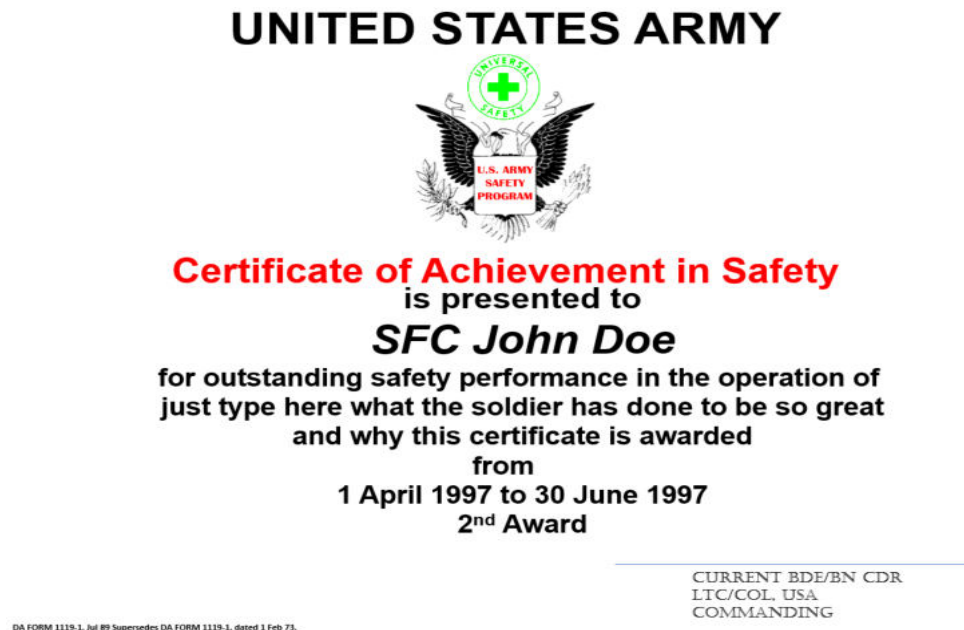 UNITED STATES ARMY
UNIVERSAL
SAFETY
U.S. ARMY
SAFETY
PROGRAM
Certificate of Achievement in Safety
is presented to
SFC John Doe
for outstanding safety performance in the operation of
just type here what the soldier has done to be so great
and why this certificate is awarded
from
1 April 1997 to 30 June 1997
2nd Award
CURRENT BDE/BN CDR
LTC/COL, USA
COMMANDING
DA FORM 1119-1, Jul 89 Supersedes DA FORM 1119-1, dated 1 Feb 73.